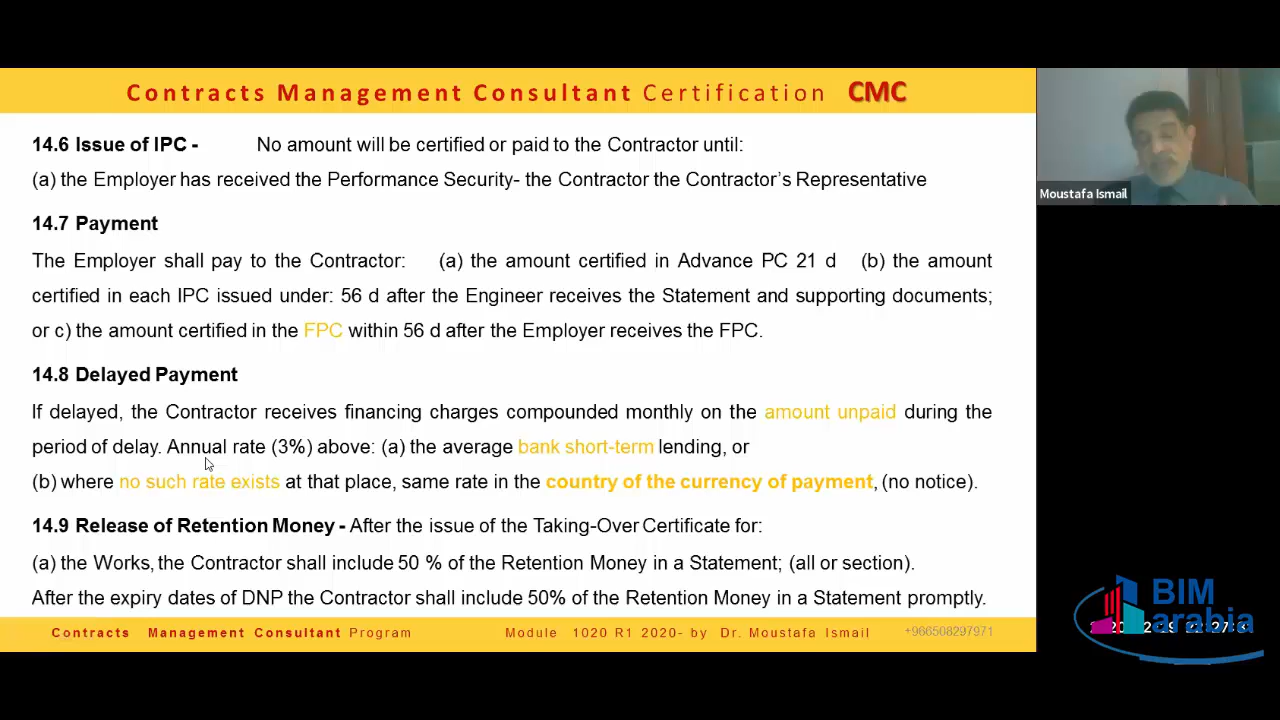 Contracts Management Consultant Certification CMC
14.6 Issue of IPC - No amount will be certified or paid to the Contractor until:
(a) the Employer has received the Performance Security- the Contractor the Contractor's Representative
14.7 Payment
The Employer shall pay to the Contractor: (a) the amount certified in Advance PC 21 d (b) the amount
certified in each IPC issued under: 56 d after the Engineer receives the Statement and supporting documents;
or c) the amount certified in the FPC within 56 d after the Employer receives the FPC.
14.8 Delayed Payment
If delayed, the Contractor receives financing charges compounded monthly on the amount unpaid during the
period of delay. Annual rate (3%) above: (a) the average bank short-term lending, or
(b) where no such rate exists at that place, same rate in the country of the currency of payment, (no notice).
14.9 Release of Retention Money - After the issue of the Taking-Over Certificate for:
(a) the Works, the Contractor shall include 50 % of the Retention Money in a Statement; (all or section).
After the expiry dates of DNP the Contractor shall include 50% of the Retention Money in a Statement promptly.
Contracts Management Consultant Program Module 1020 R1 2020- by Dr. Moustafa Ismail +966508297971
Moustafa Ismail
BIM
arabia